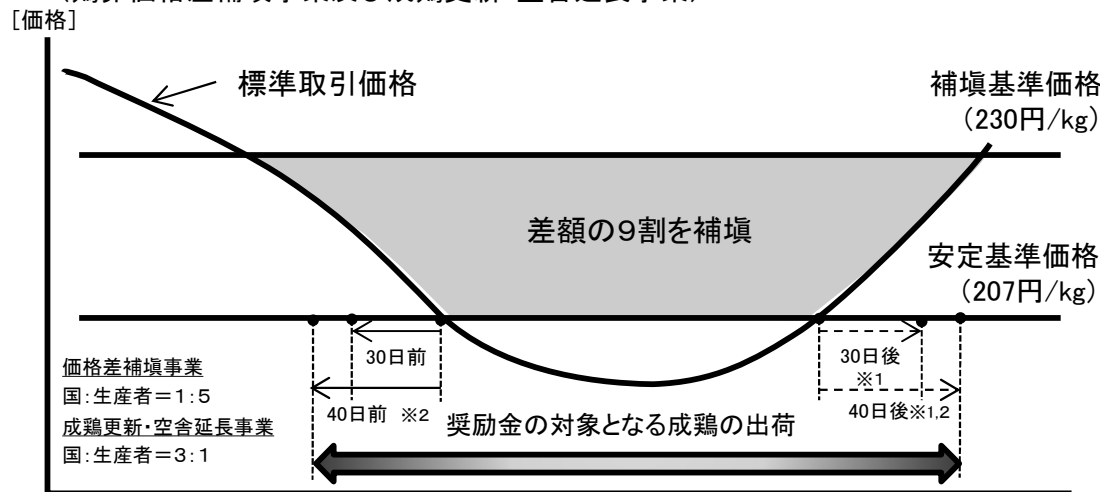 [価格]
標準取引価格
補塡基準価格
(230円/kg)
差額の9割を補塡
安定基準価格
(207円/kg)
30日前
30日後
※1
40日前 ※2
40日後※1,2
価格差補塡事業
国:生産者=1:5
成鶏更新・空舎延長事業
国:生産者=3:1
奨励金の対象となる成鶏の出荷